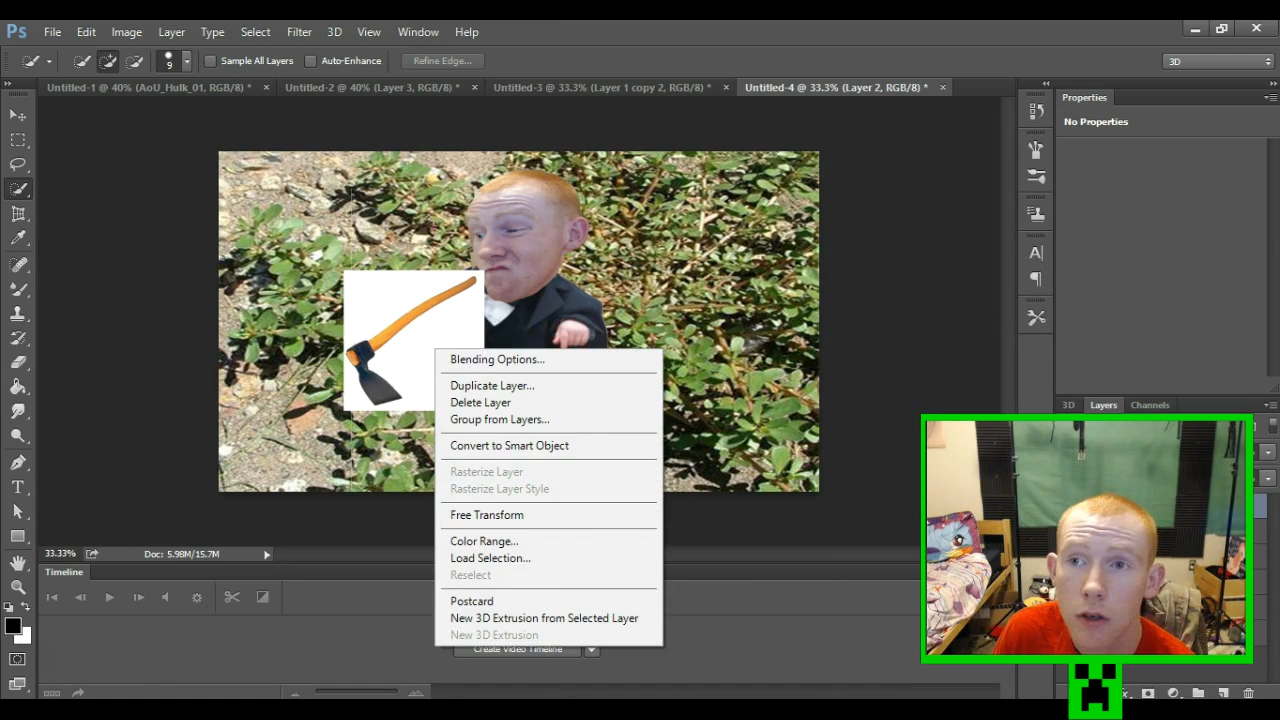 Ps File Edit Image Layer Type Select Filter 3D View Window Help
9 Sample All Layers Auto-Enhance Refine Edge... 3D
Untitled-1 @ 40% (AoU_Hulk_01, RGB/8) * × Untitled-2 @ 40% (Layer 3, RGB/8) * × Untitled-3 @ 33.3% (Layer 1 copy 2, RGB/8) * × Untitled-4 @ 33.3% (Layer 2, RGB/8) * ×
Properties
No Properties
Blending Options...
Duplicate Layer...
Delete Layer
Group from Layers...
Convert to Smart Object
Rasterize Layer
Rasterize Layer Style
Free Transform
Color Range...
Load Selection...
Reselect
Postcard
New 3D Extrusion from Selected Layer
New 3D Extrusion
Create Video Timeline
3D Layers Channels
33.33% Doc: 5.98M/15.7M
Timeline